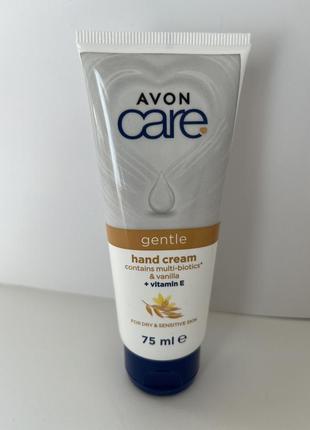 AVON
care
gentle
hand cream
contains multi-biotics*
& vanilla
+ vitamin E
FOR DRY & SENSITIVE SKIN
75 ml ℮